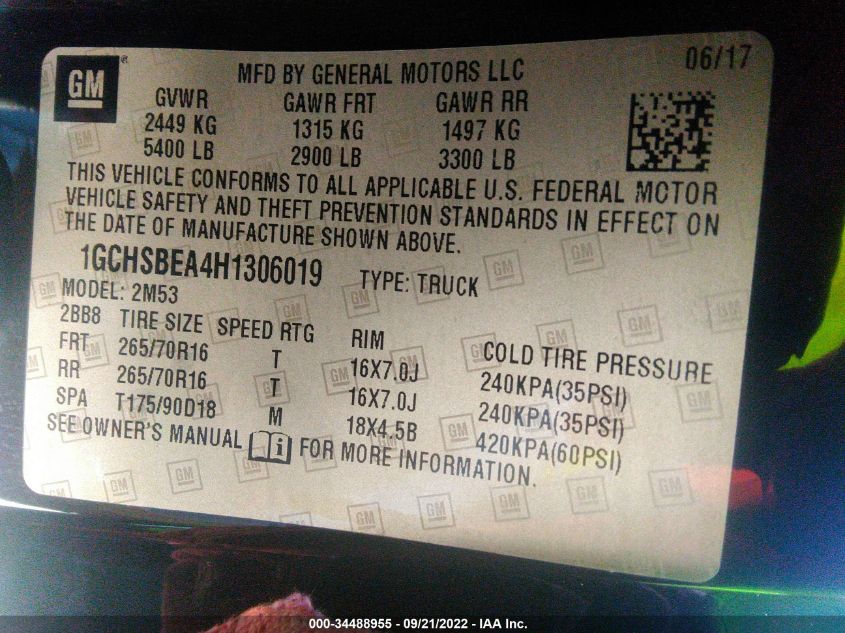 GM
MFD BY GENERAL MOTORS LLC 06/17
GVWR GAWR FRT GAWR RR
2449 KG 1315 KG 1497 KG
5400 LB 2900 LB 3300 LB
THIS VEHICLE CONFORMS TO ALL APPLICABLE U.S. FEDERAL MOTOR
VEHICLE SAFETY AND THEFT PREVENTION STANDARDS IN EFFECT ON
THE DATE OF MANUFACTURE SHOWN ABOVE.
1GCHSBEA4H1306019 TYPE: TRUCK
MODEL: 2M53
2BB8 TIRE SIZE SPEED RTG RIM COLD TIRE PRESSURE
FRT 265/70R16 T 16X7.0J 240KPA(35PSI)
RR 265/70R16 T 16X7.0J 240KPA(35PSI)
SPA T175/90D18 M 18X4.5B 420KPA(60PSI)
SEE OWNER'S MANUAL i FOR MORE INFORMATION.
000-34488955 - 09/21/2022 - IAA Inc.